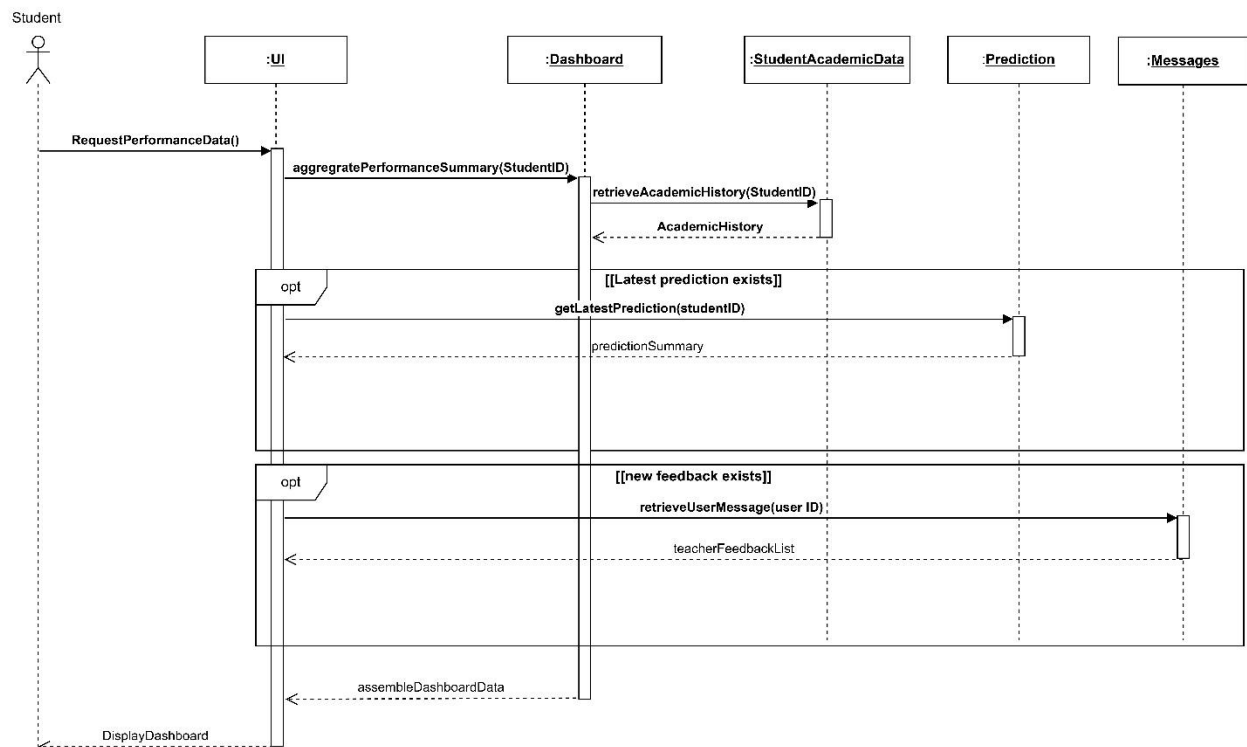 Student
:UI
:Dashboard
:StudentAcademicData
:Prediction
:Messages
RequestPerformanceData()
aggregratePerformanceSummary(StudentID)
retrieveAcademicHistory(StudentID)
AcademicHistory
opt
[[Latest prediction exists]]
getLatestPrediction(studentID)
predictionSummary
opt
[[new feedback exists]]
retrieveUserMessage(user ID)
teacherFeedbackList
assembleDashboardData
DisplayDashboard